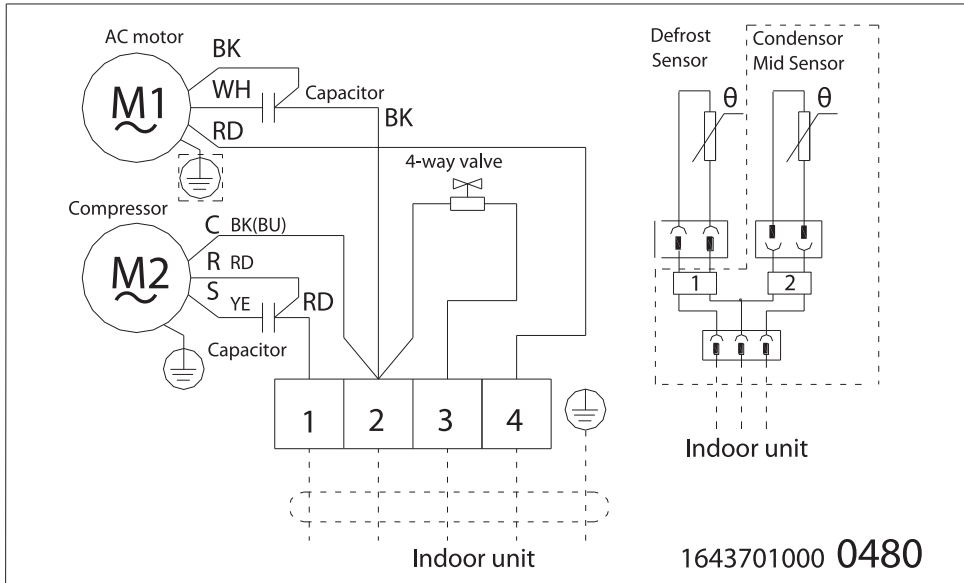 AC motor
M1
BK
WH
RD
Capacitor
BK
4-way valve
Compressor
M2
C BK(BU)
R RD
S YE
RD
Capacitor
1 2 3 4
Indoor unit
Defrost
Sensor
Condensor
Mid Sensor
θ
θ
1
2
Indoor unit
1643701000 0480